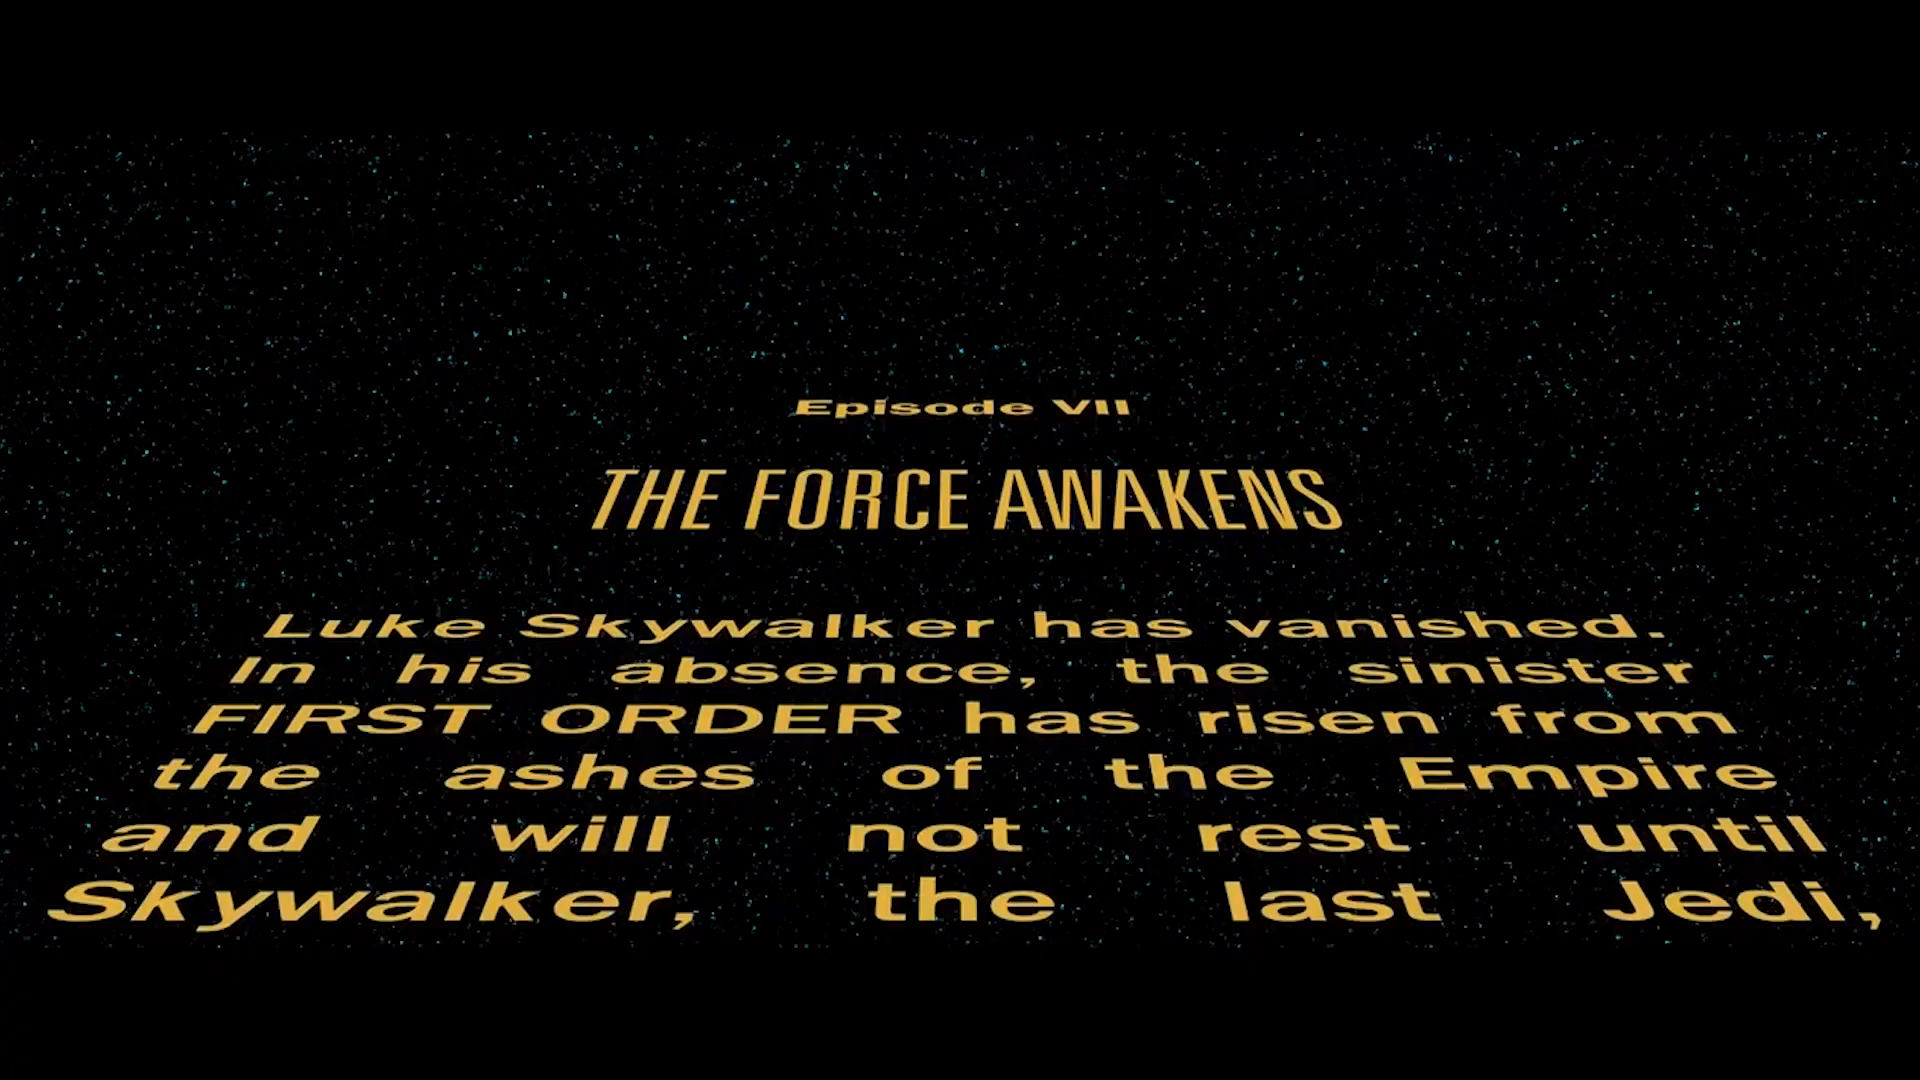 Episode VII
THE FORCE AWAKENS
Luke Skywalker has vanished.
In his absence, the sinister
FIRST ORDER has risen from
the ashes of the Empire
and will not rest until
Skywalker, the last Jedi,